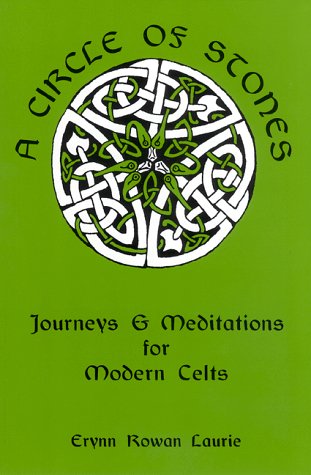 A CIRCLE OF STONES
Journeys & Meditations
for
Modern Celts
Erynn Rowan Laurie